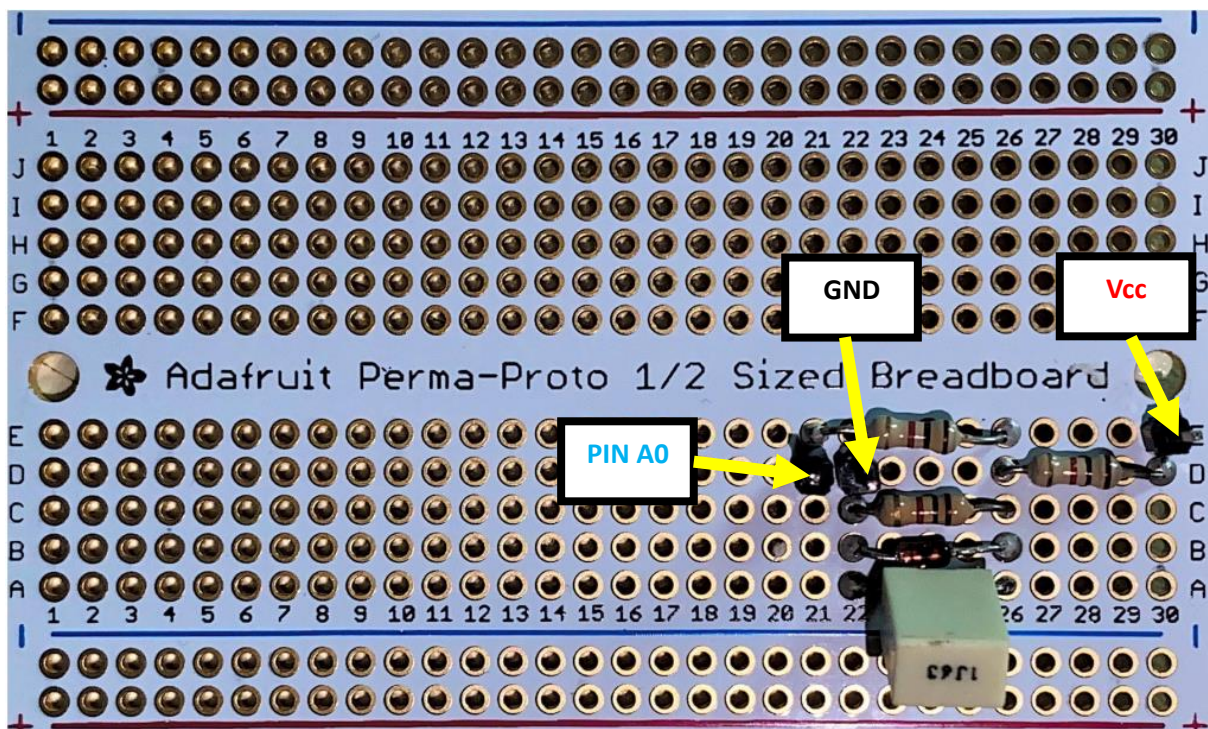 + +
1 2 3 4 5 6 7 8 9 10 11 12 13 14 15 16 17 18 19 20 21 22 23 24 25 26 27 28 29 30
J J
I I
H H
GND
Vcc
G G
F
Adafruit Perma-Proto 1/2 Sized Breadboard
E E
PIN A0
D D
C C
B B
A A
1 2 3 4 5 6 7 8 9 10 11 12 13 14 15 16 17 18 19 20 21 22 26 27 28 29 30
+ +